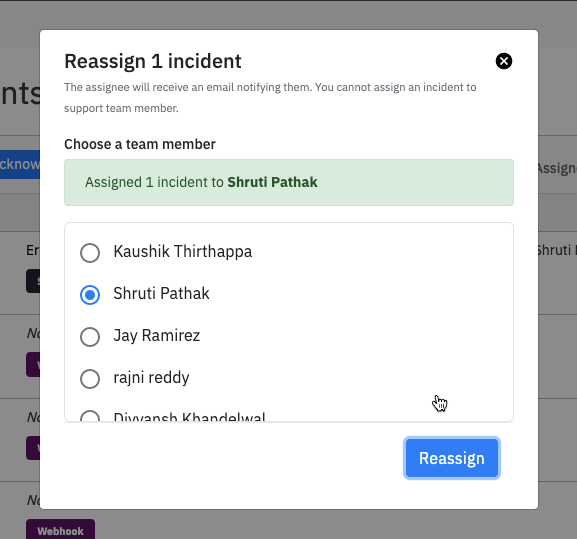 Reassign 1 incident
The assignee will receive an email notifying them. You cannot assign an incident to
support team member.
nts
Choose a team member
cknow
Assigne
Assigned 1 incident to Shruti Pathak
Er
Kaushik Thirthappa
Shruti
S
Shruti Pathak
No
Jay Ramirez
W
rajni reddy
No
Divyansh Khandelwal
W
Reassign
No
Webhook